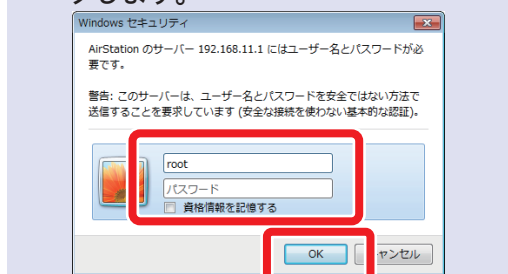 クします。
Windows セキュリティ
AirStation のサーバー 192.168.11.1 にはユーザー名とパスワードが必
要です。
警告: このサーバーは、ユーザー名とパスワードを安全ではない方法で
送信することを要求しています (安全な接続を使わない基本的な認証)。
root
パスワード
資格情報を記憶する
OK
ャンセル